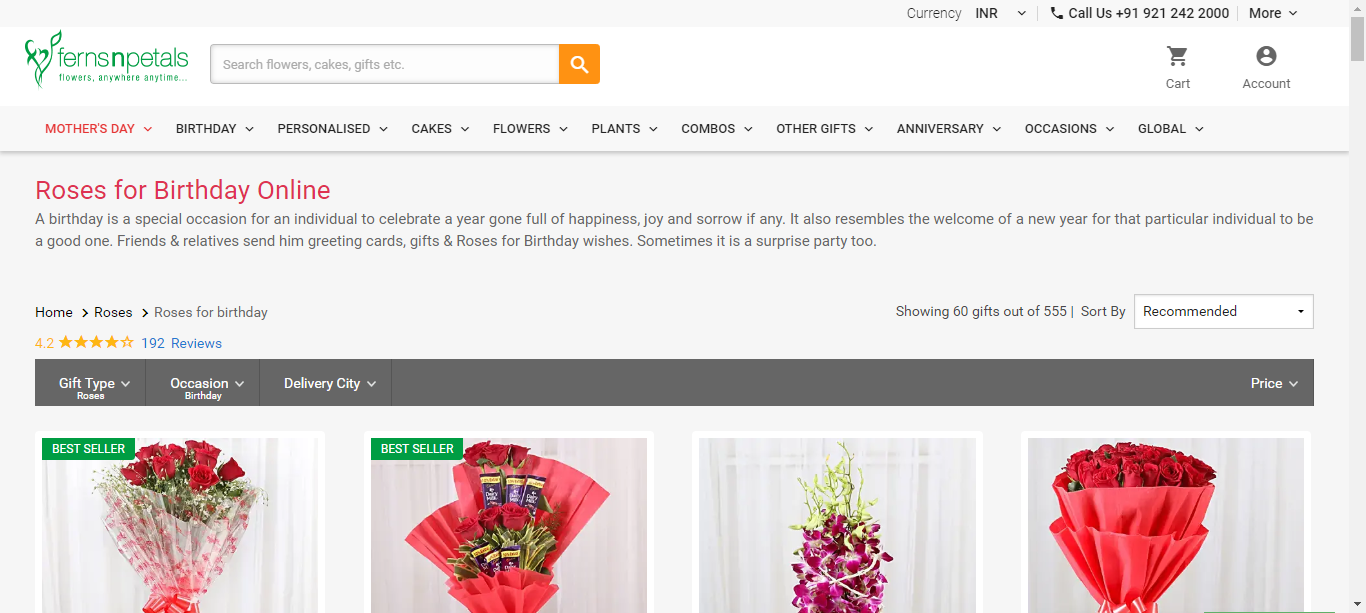 Currency INR Call Us +91 921 242 2000 More
fernsnpetals
flowers, anywhere anytime...
Search flowers, cakes, gifts etc.
Cart Account
MOTHER'S DAY BIRTHDAY PERSONALISED CAKES FLOWERS PLANTS COMBOS OTHER GIFTS ANNIVERSARY OCCASIONS GLOBAL
Roses for Birthday Online
A birthday is a special occasion for an individual to celebrate a year gone full of happiness, joy and sorrow if any. It also resembles the welcome of a new year for that particular individual to be
a good one. Friends & relatives send him greeting cards, gifts & Roses for Birthday wishes. Sometimes it is a surprise party too.
Home Roses Roses for birthday
Showing 60 gifts out of 555 | Sort By Recommended
4.2 192 Reviews
Gift Type Occasion Delivery City Price
Roses Birthday
BEST SELLER BEST SELLER
Dairy Milk